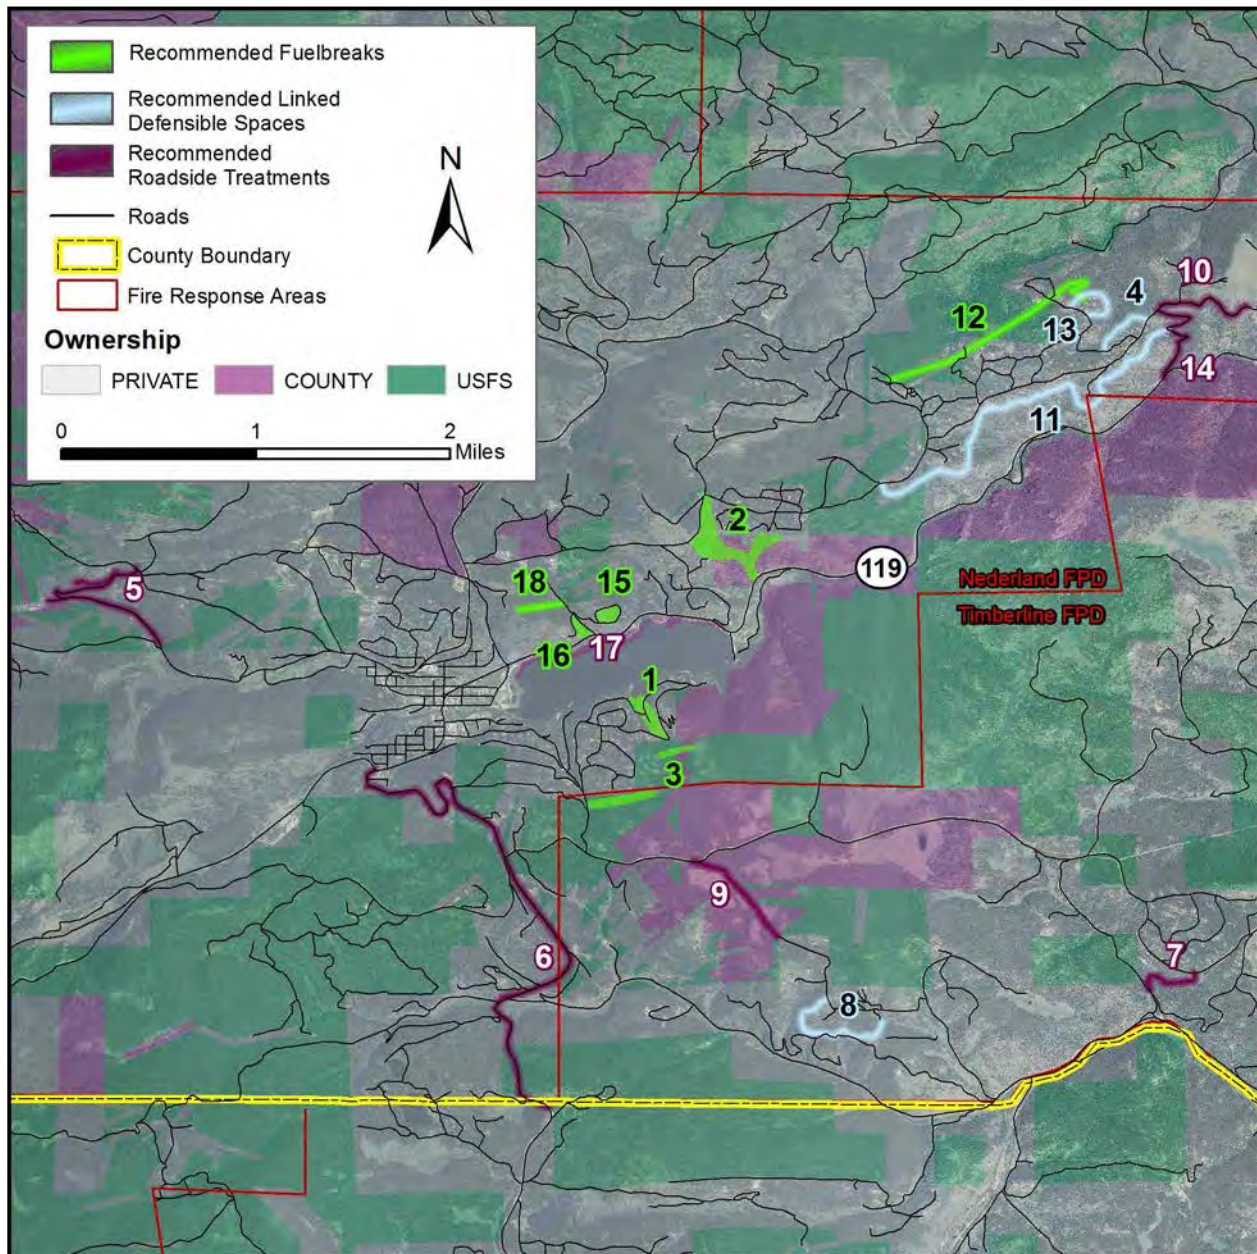 Recommended Fuelbreaks
Recommended Linked
Defensible Spaces
Recommended
Roadside Treatments
Roads
County Boundary
Fire Response Areas
N
Ownership
PRIVATE
COUNTY
USFS
0 1 2
Miles
10
4
12
13
14
11
2
119
5
18
15
Nederland FPD
Timberline FPD
16
17
1
3
9
6
7
8